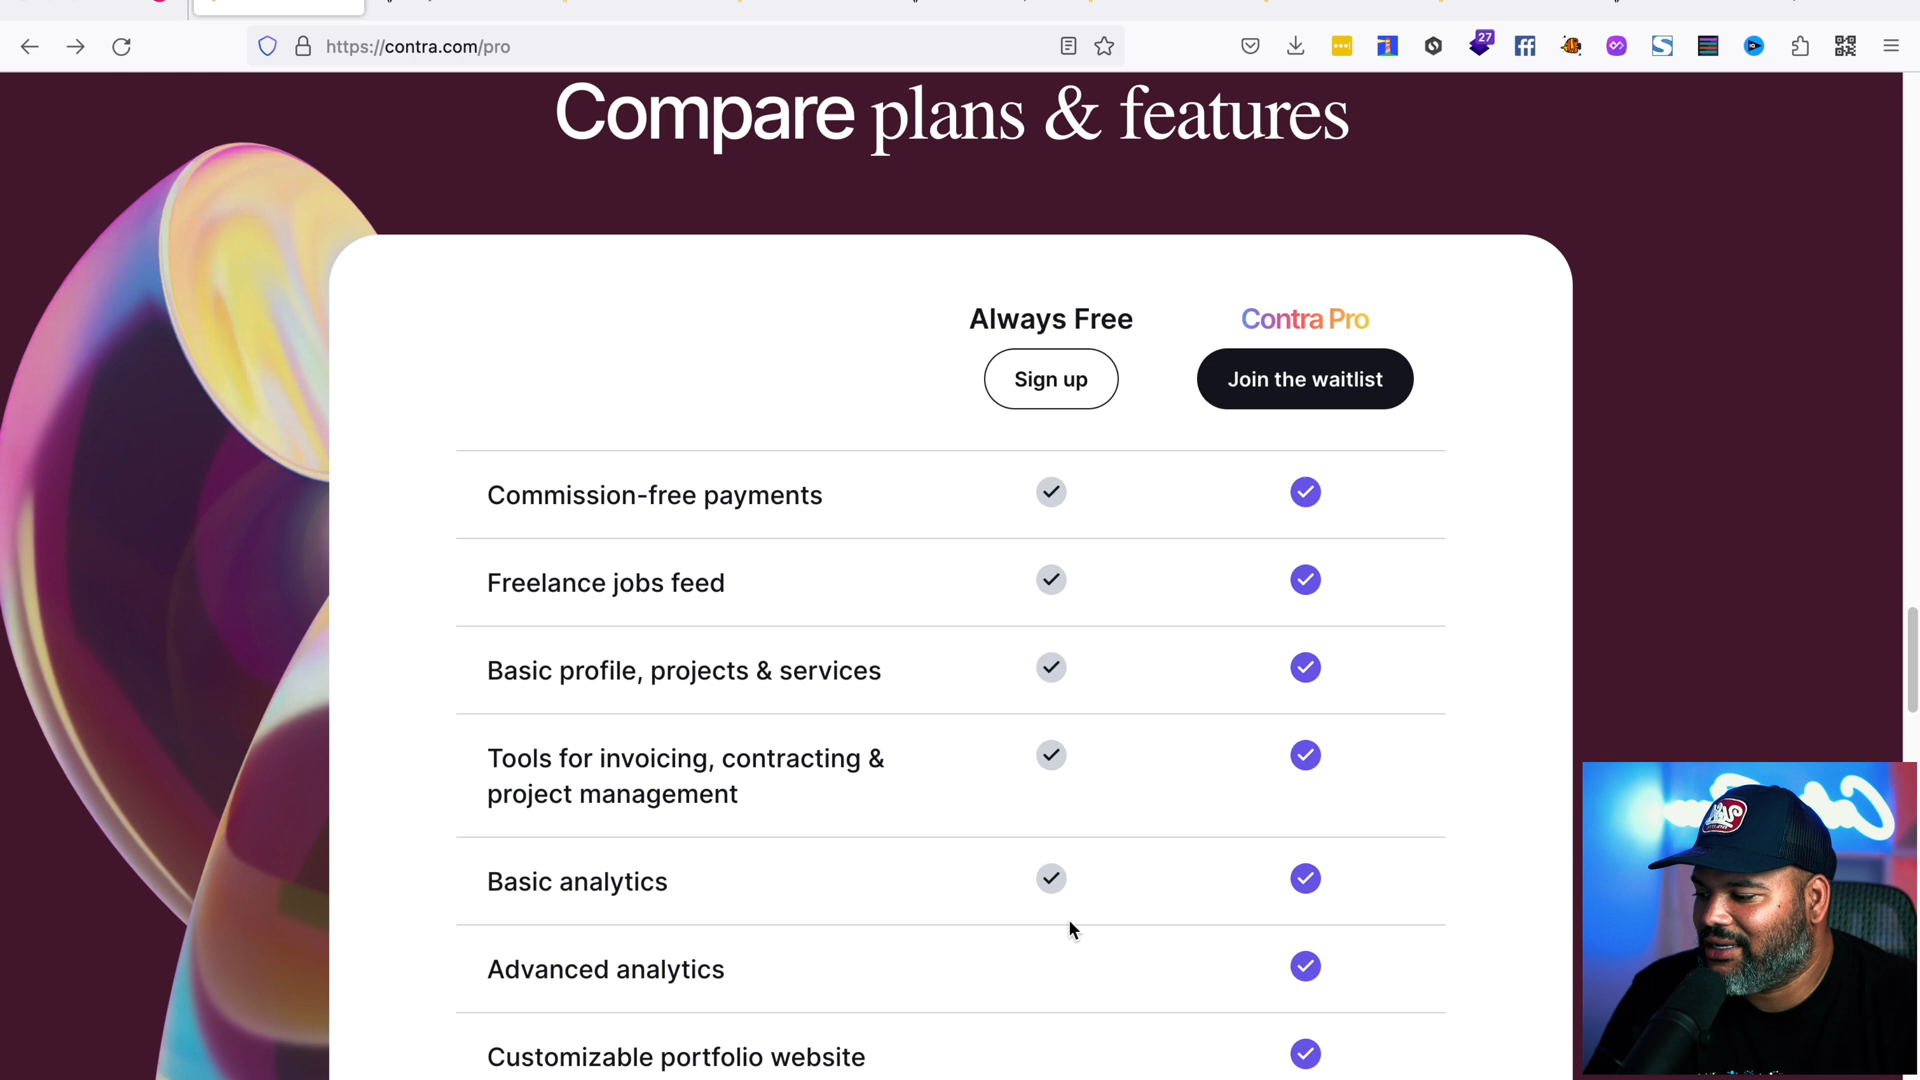 https://contra.com/pro
27
Compare plans & features
Always Free
Contra Pro
Sign up
Join the waitlist
Commission-free payments
Freelance jobs feed
Basic profile, projects & services
Tools for invoicing, contracting &
project management
Basic analytics
Advanced analytics
Customizable portfolio website